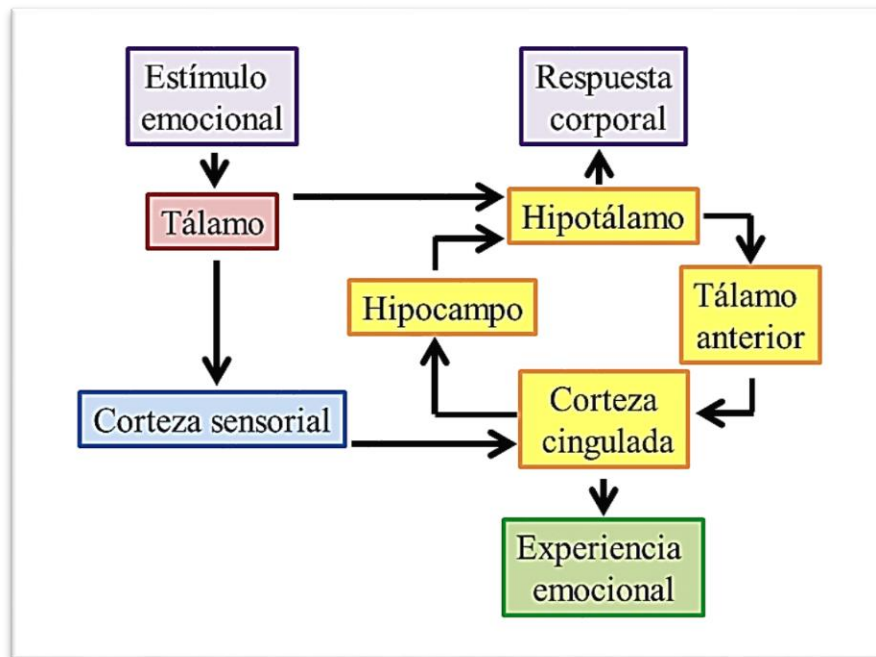 Estímulo
emocional
Respuesta
corporal
Tálamo
Hipotálamo
Hipocampo
Tálamo
anterior
Corteza sensorial
Corteza
cingulada
Experiencia
emocional